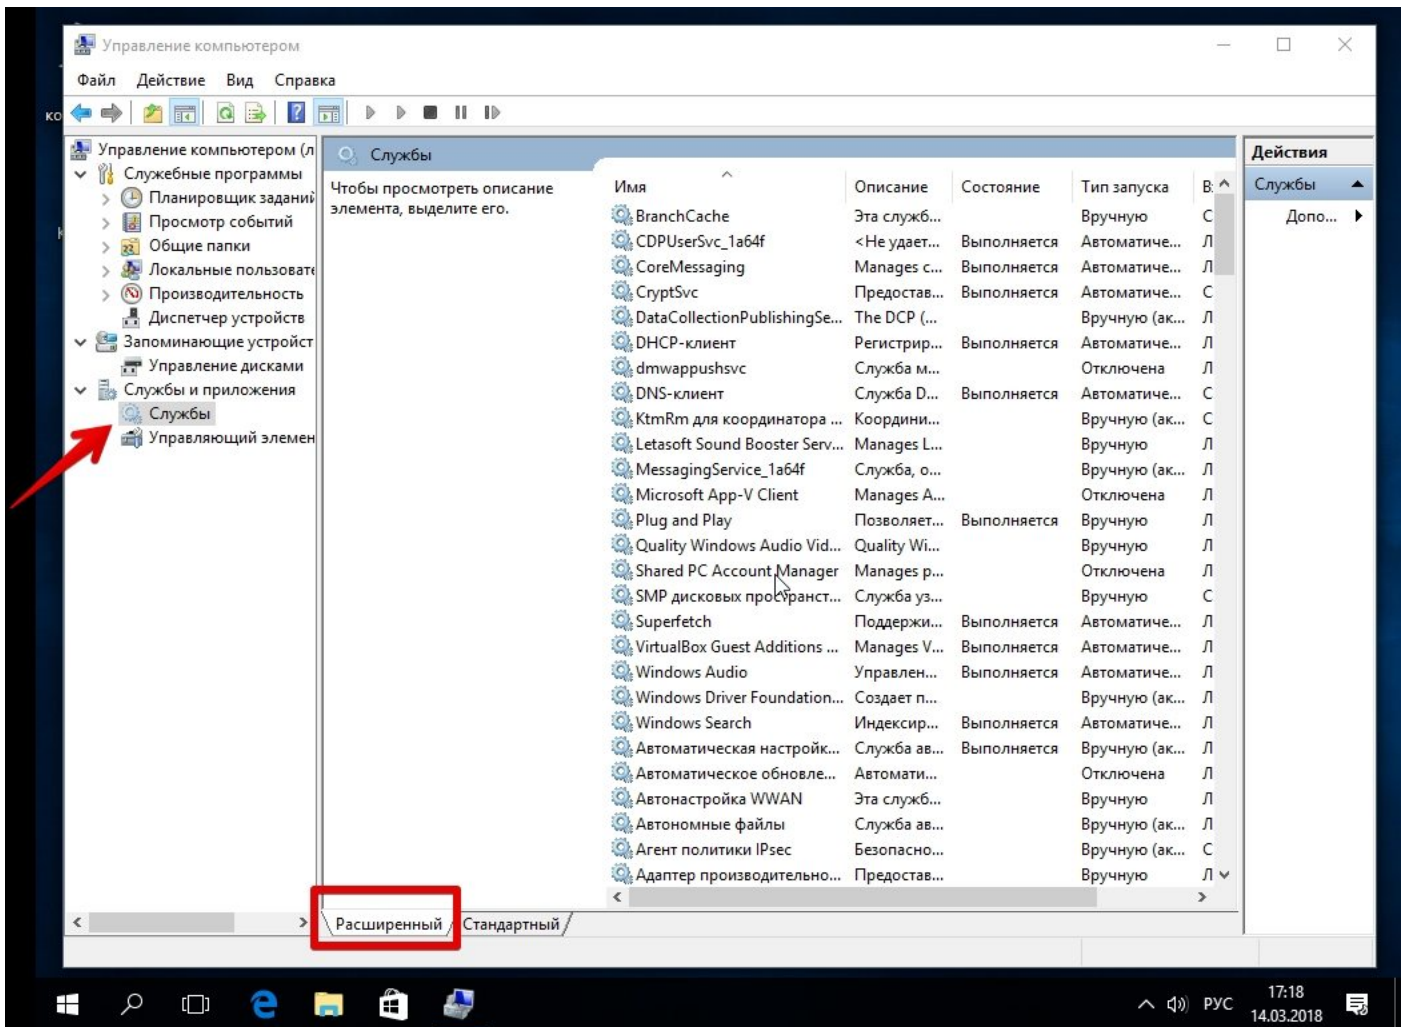 Управление компьютером
Файл Действие Вид Справка
Управление компьютером (л
Служебные программы
Планировщик заданий
Просмотр событий
Общие папки
Локальные пользовате
Производительность
Диспетчер устройств
Запоминающие устройст
Управление дисками
Службы и приложения
Службы
Управляющий элемен
Службы
Чтобы просмотреть описание
элемента, выделите его.
Имя Описание Состояние Тип запуска В:
BranchCache Эта служб... Вручную С
CDPUserSvc_1a64f <Не удает... Выполняется Автоматиче... Л
CoreMessaging Manages c... Выполняется Автоматиче... Л
CryptSvc Предостав... Выполняется Автоматиче... С
DataCollectionPublishingSe... The DCP (... Вручную (ак... Л
DHCP-клиент Регистрир... Выполняется Автоматиче... Л
dmwappushsvc Служба м... Отключена Л
DNS-клиент Служба D... Выполняется Автоматиче... С
KtmRm для координатора ... Координи... Вручную (ак... С
Letasoft Sound Booster Serv... Manages L... Вручную Л
MessagingService_1a64f Служба, о... Вручную (ак... Л
Microsoft App-V Client Manages A... Отключена Л
Plug and Play Позволяет... Выполняется Вручную Л
Quality Windows Audio Vid... Quality Wi... Вручную Л
Shared PC Account Manager Manages p... Отключена Л
SMP дисковых пространст... Служба уз... Вручную С
Superfetch Поддержи... Выполняется Автоматиче... Л
VirtualBox Guest Additions ... Manages V... Выполняется Автоматиче... Л
Windows Audio Управлен... Выполняется Автоматиче... Л
Windows Driver Foundation... Создает п... Вручную (ак... Л
Windows Search Индексир... Выполняется Автоматиче... Л
Автоматическая настройк... Служба ав... Выполняется Вручную (ак... Л
Автоматическое обновле... Автомати... Отключена Л
Автонастройка WWAN Эта служб... Вручную Л
Автономные файлы Служба ав... Вручную (ак... Л
Агент политики IPsec Безопасно... Вручную (ак... С
Адаптер производительно... Предостав... Вручную Л
Расширенный Стандартный
Действия
Службы
Допо...
ко
РУС
17:18
14.03.2018